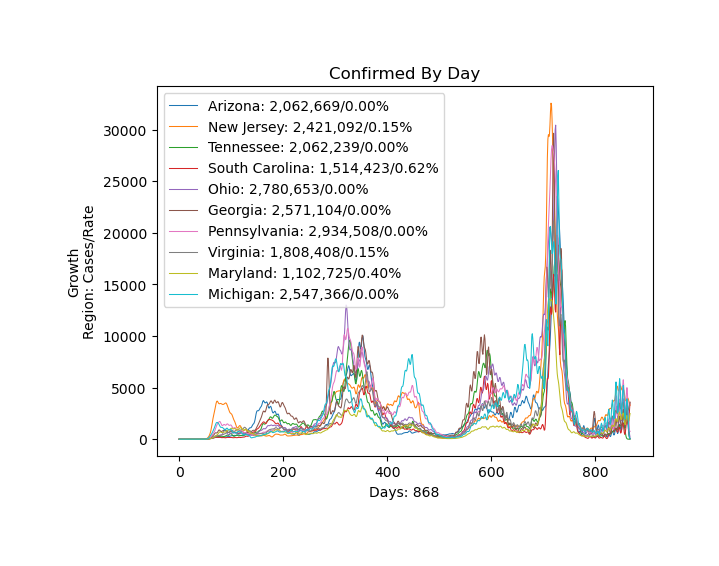 Confirmed By Day
Arizona: 2,062,669/0.00%
New Jersey: 2,421,092/0.15%
Tennessee: 2,062,239/0.00%
South Carolina: 1,514,423/0.62%
Ohio: 2,780,653/0.00%
Georgia: 2,571,104/0.00%
Pennsylvania: 2,934,508/0.00%
Virginia: 1,808,408/0.15%
Maryland: 1,102,725/0.40%
Michigan: 2,547,366/0.00%
Growth
Region: Cases/Rate
30000
25000
20000
15000
10000
5000
0
0 200 400 600 800
Days: 868